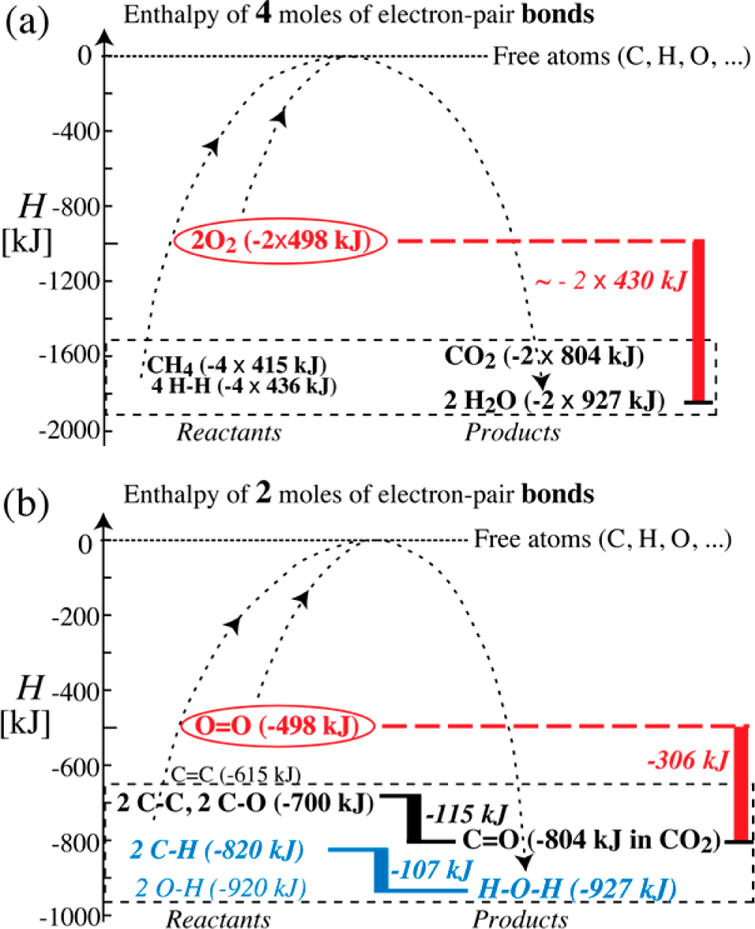 (a) Enthalpy of 4 moles of electron-pair bonds
0
Free atoms (C, H, O, ...)
-400
H
[kJ]
-800
2O₂ (-2×498 kJ)
-1200
~ - 2 × 430 kJ
-1600
CH₄ (-4 × 415 kJ)
4 H-H (-4 × 436 kJ)
CO₂ (-2 × 804 kJ)
2 H₂O (-2 × 927 kJ)
-2000
Reactants
Products
(b) Enthalpy of 2 moles of electron-pair bonds
0
Free atoms (C, H, O, ...)
-200
H
[kJ]
-400
O=O (-498 kJ)
-306 kJ
-600
C=C (-615 kJ)
2 C-C, 2 C-O (-700 kJ)
-115 kJ
-800
C=O (-804 kJ in CO₂)
2 C-H (-820 kJ)
-107 kJ
2 O-H (-920 kJ)
H-O-H (-927 kJ)
-1000
Reactants
Products